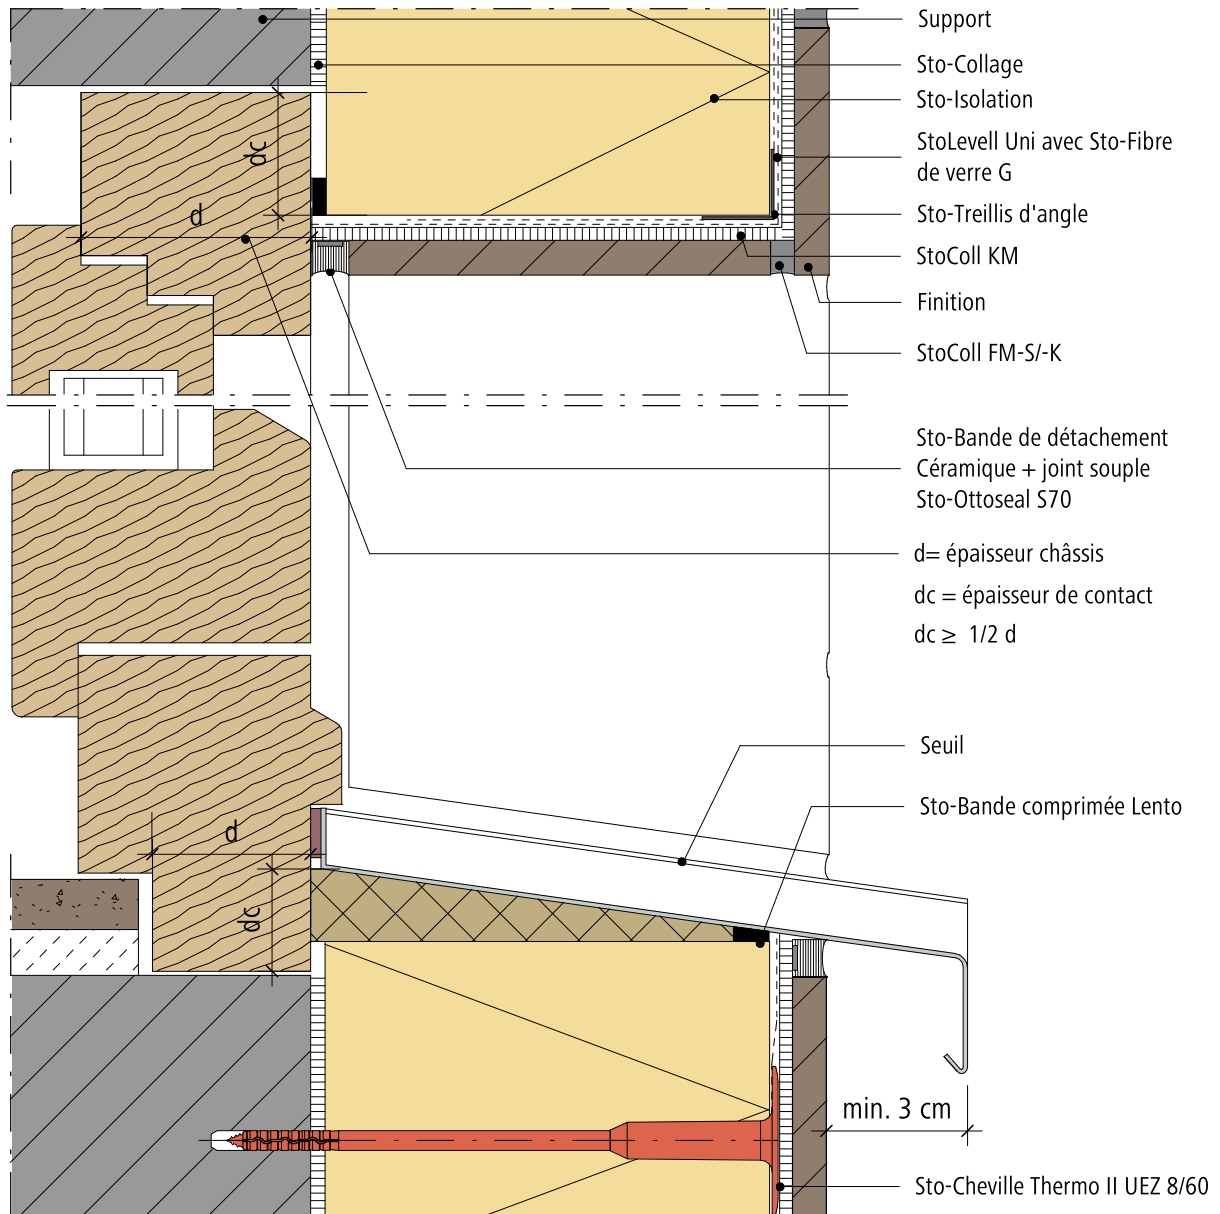 Support
Sto-Collage
Sto-Isolation
StoLevell Uni avec Sto-Fibre
de verre G
Sto-Treillis d'angle
StoColl KM
Finition
StoColl FM-S/-K
Sto-Bande de détachement
Céramique + joint souple
Sto-Ottoseal S70
d= épaisseur châssis
dc = épaisseur de contact
dc ≥ 1/2 d
Seuil
Sto-Bande comprimée Lento
min. 3 cm
Sto-Cheville Thermo II UEZ 8/60
dc
d
d
dc